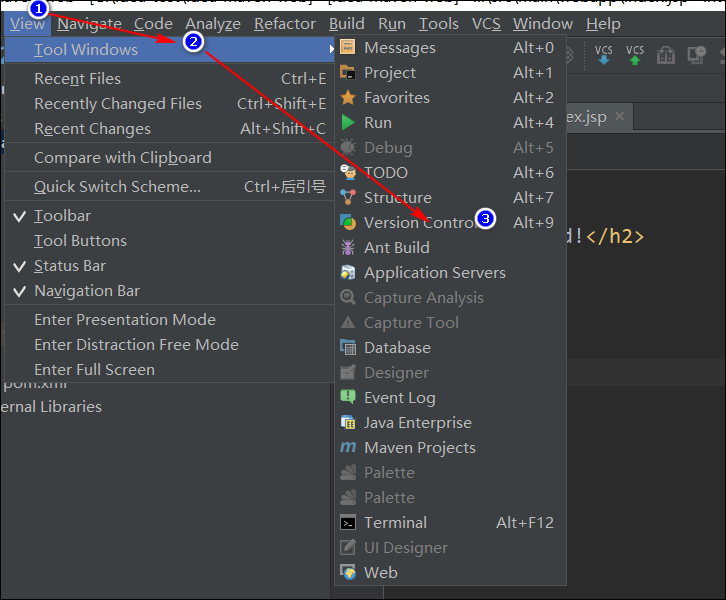 View Navigate Code Analyze Refactor Build Run Tools VCS Window Help
1
2
3
Tool Windows
Recent Files Ctrl+E
Recently Changed Files Ctrl+Shift+E
Recent Changes Alt+Shift+C
Compare with Clipboard
Quick Switch Scheme... Ctrl+后引号
Toolbar
Tool Buttons
Status Bar
Navigation Bar
Enter Presentation Mode
Enter Distraction Free Mode
Enter Full Screen
pom.xml
ernal Libraries
Messages Alt+0
Project Alt+1
Favorites Alt+2
Run Alt+4
Debug Alt+5
TODO Alt+6
Structure Alt+7
Version Control Alt+9
Ant Build
Application Servers
Capture Analysis
Capture Tool
Database
Designer
Event Log
Java Enterprise
Maven Projects
Palette
Palette
Terminal Alt+F12
UI Designer
Web
VCS VCS
ex.jsp
d!</h2>